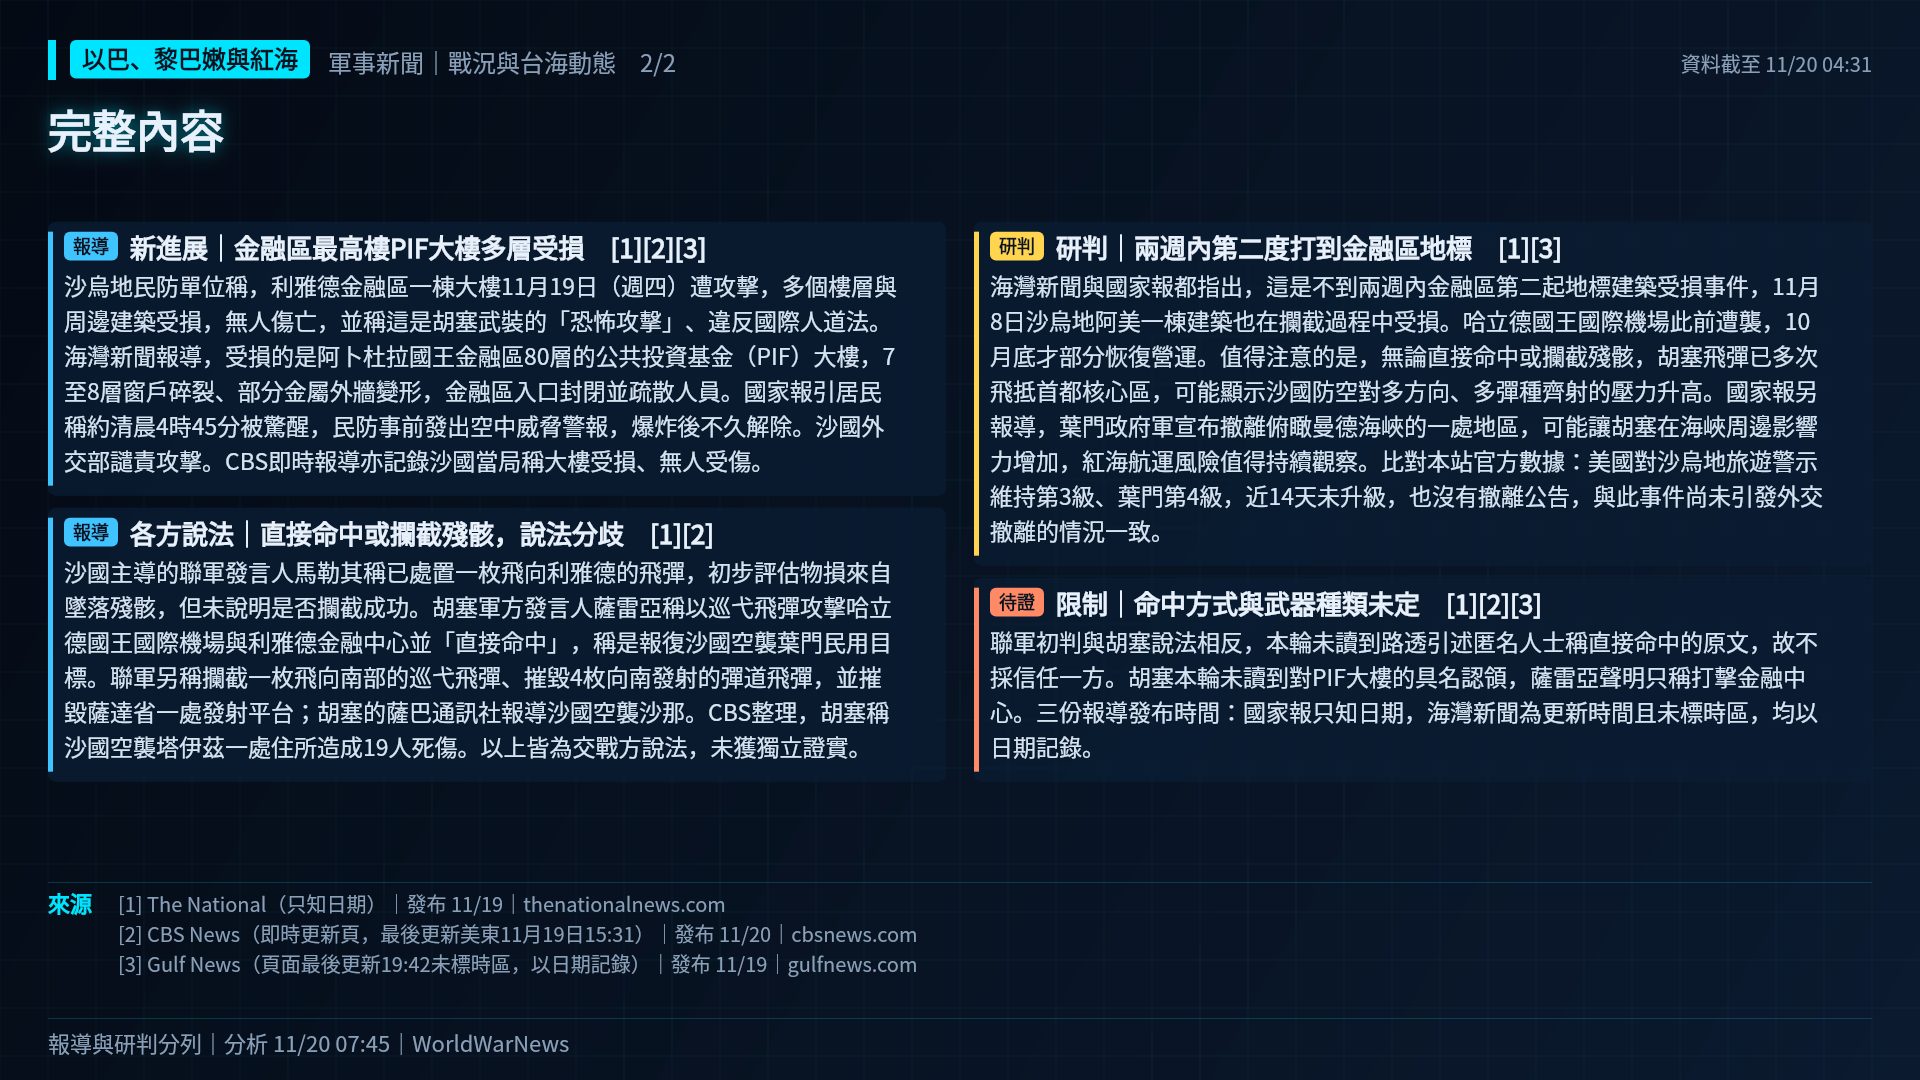 以巴、黎巴嫩與紅海
軍事新聞｜戰況與台海動態 2/2
資料截至 11/20 04:31
完整內容
報導 新進展｜金融區最高樓PIF大樓多層受損 [1][2][3]
沙烏地民防單位稱，利雅德金融區一棟大樓11月19日（週四）遭攻擊，多個樓層與
周邊建築受損，無人傷亡，並稱這是胡塞武裝的「恐怖攻擊」、違反國際人道法。
海灣新聞報導，受損的是阿卜杜拉國王金融區80層的公共投資基金（PIF）大樓，7
至8層窗戶碎裂、部分金屬外牆變形，金融區入口封閉並疏散人員。國家報引居民
稱約清晨4時45分被驚醒，民防事前發出空中威脅警報，爆炸後不久解除。沙國外
交部譴責攻擊。CBS即時報導亦記錄沙國當局稱大樓受損、無人受傷。
報導 各方說法｜直接命中或攔截殘骸，說法分歧 [1][2]
沙國主導的聯軍發言人馬勒其稱已處置一枚飛向利雅德的飛彈，初步評估物損來自
墜落殘骸，但未說明是否攔截成功。胡塞軍方發言人薩雷亞稱以巡弋飛彈攻擊哈立
德國王國際機場與利雅德金融中心並「直接命中」，稱是報復沙國空襲葉門民用目
標。聯軍另稱攔截一枚飛向南部的巡弋飛彈、摧毀4枚向南發射的彈道飛彈，並摧
毀薩達省一處發射平台；胡塞的薩巴通訊社報導沙國空襲沙那。CBS整理，胡塞稱
沙國空襲塔伊茲一處住所造成19人死傷。以上皆為交戰方說法，未獲獨立證實。
研判 研判｜兩週內第二度打到金融區地標 [1][3]
海灣新聞與國家報都指出，這是不到兩週內金融區第二起地標建築受損事件，11月
8日沙烏地阿美一棟建築也在攔截過程中受損。哈立德國王國際機場此前遭襲，10
月底才部分恢復營運。值得注意的是，無論直接命中或攔截殘骸，胡塞飛彈已多次
飛抵首都核心區，可能顯示沙國防空對多方向、多彈種齊射的壓力升高。國家報另
報導，葉門政府軍宣布撤離俯瞰曼德海峽的一處地區，可能讓胡塞在海峽周邊影響
力增加，紅海航運風險值得持續觀察。比對本站官方數據：美國對沙烏地旅遊警示
維持第3級、葉門第4級，近14天未升級，也沒有撤離公告，與此事件尚未引發外交
撤離的情況一致。
待證 限制｜命中方式與武器種類未定 [1][2][3]
聯軍初判與胡塞說法相反，本輪未讀到路透引述匿名人士稱直接命中的原文，故不
採信任一方。胡塞本輪未讀到對PIF大樓的具名認領，薩雷亞聲明只稱打擊金融中
心。三份報導發布時間：國家報只知日期，海灣新聞為更新時間且未標時區，均以
日期記錄。
來源 [1] The National（只知日期）｜發布 11/19｜thenationalnews.com
[2] CBS News（即時更新頁，最後更新美東11月19日15:31）｜發布 11/20｜cbsnews.com
[3] Gulf News（頁面最後更新19:42未標時區，以日期記錄）｜發布 11/19｜gulfnews.com
報導與研判分列｜分析 11/20 07:45｜WorldWarNews